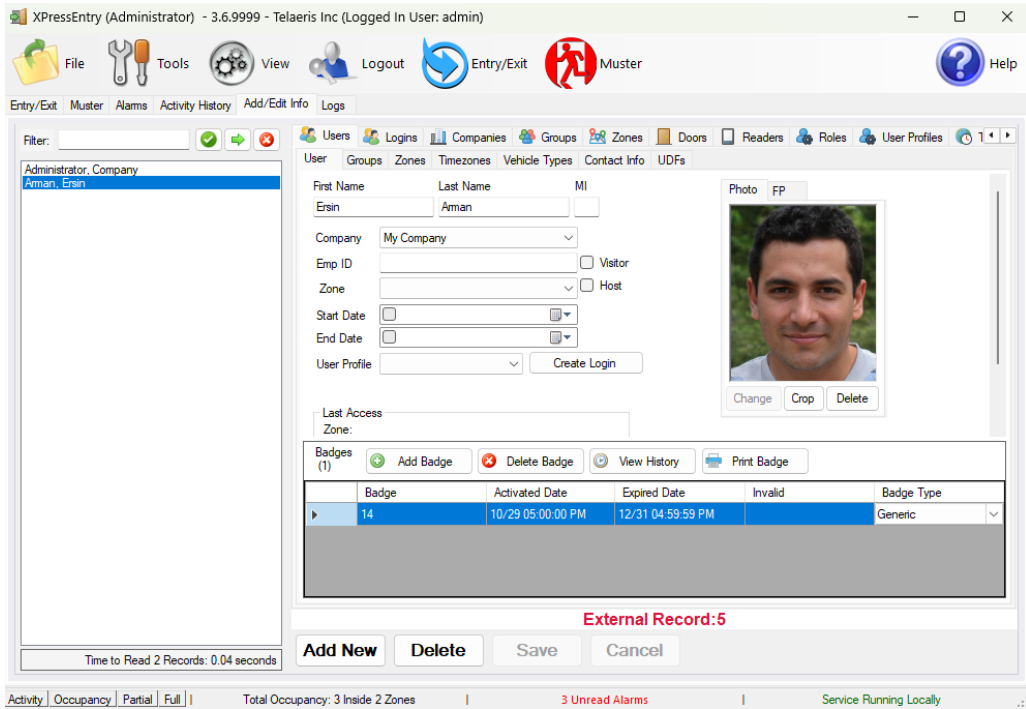 XPressEntry (Administrator) - 3.6.9999 - Telaeris Inc (Logged In User: admin)
File Tools View Logout Entry/Exit Muster Help
Entry/Exit Muster Alarms Activity History Add/Edit Info Logs
Filter:
Administrator, Company
Arman, Ersin
Time to Read 2 Records: 0.04 seconds
Users Logins Companies Groups Zones Doors Readers Roles User Profiles
User Groups Zones Timezones Vehicle Types Contact Info UDFs
First Name Last Name MI
Ersin Arman
Company My Company
Emp ID Visitor
Zone Host
Start Date
End Date
User Profile Create Login
Photo FP
Change Crop Delete
Last Access
Zone:
Badges (1) Add Badge Delete Badge View History Print Badge
Badge Activated Date Expired Date Invalid Badge Type
14 10/29 05:00:00 PM 12/31 04:59:59 PM Generic
External Record:5
Add New Delete Save Cancel
Activity Occupancy Partial Full Total Occupancy: 3 Inside 2 Zones 3 Unread Alarms Service Running Locally